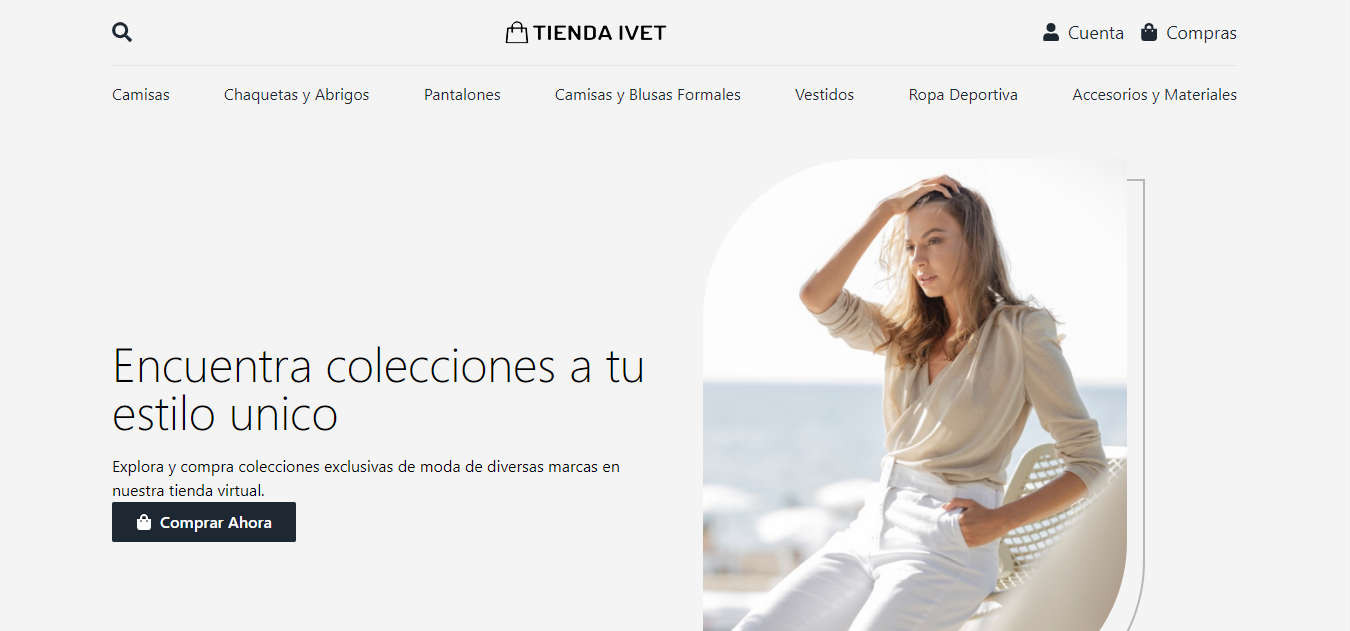 TIENDA IVET
Cuenta
Compras
Camisas
Chaquetas y Abrigos
Pantalones
Camisas y Blusas Formales
Vestidos
Ropa Deportiva
Accesorios y Materiales
Encuentra colecciones a tu
estilo unico
Explora y compra colecciones exclusivas de moda de diversas marcas en
nuestra tienda virtual.
Comprar Ahora